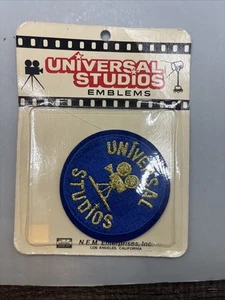 UNIVERSAL
STUDIOS
EMBLEMS
UNIVERSAL
STUDIOS
N.E.M. Enterprises, Inc.
LOS ANGELES, CALIFORNIA